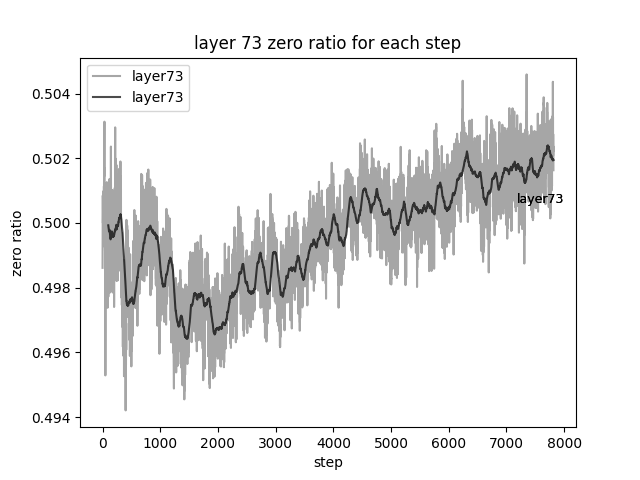 layer 73 zero ratio for each step
layer73
layer73
0.504
0.502
0.500
0.498
0.496
0.494
zero ratio
layer73
0
1000
2000
3000
4000
5000
6000
7000
8000
step